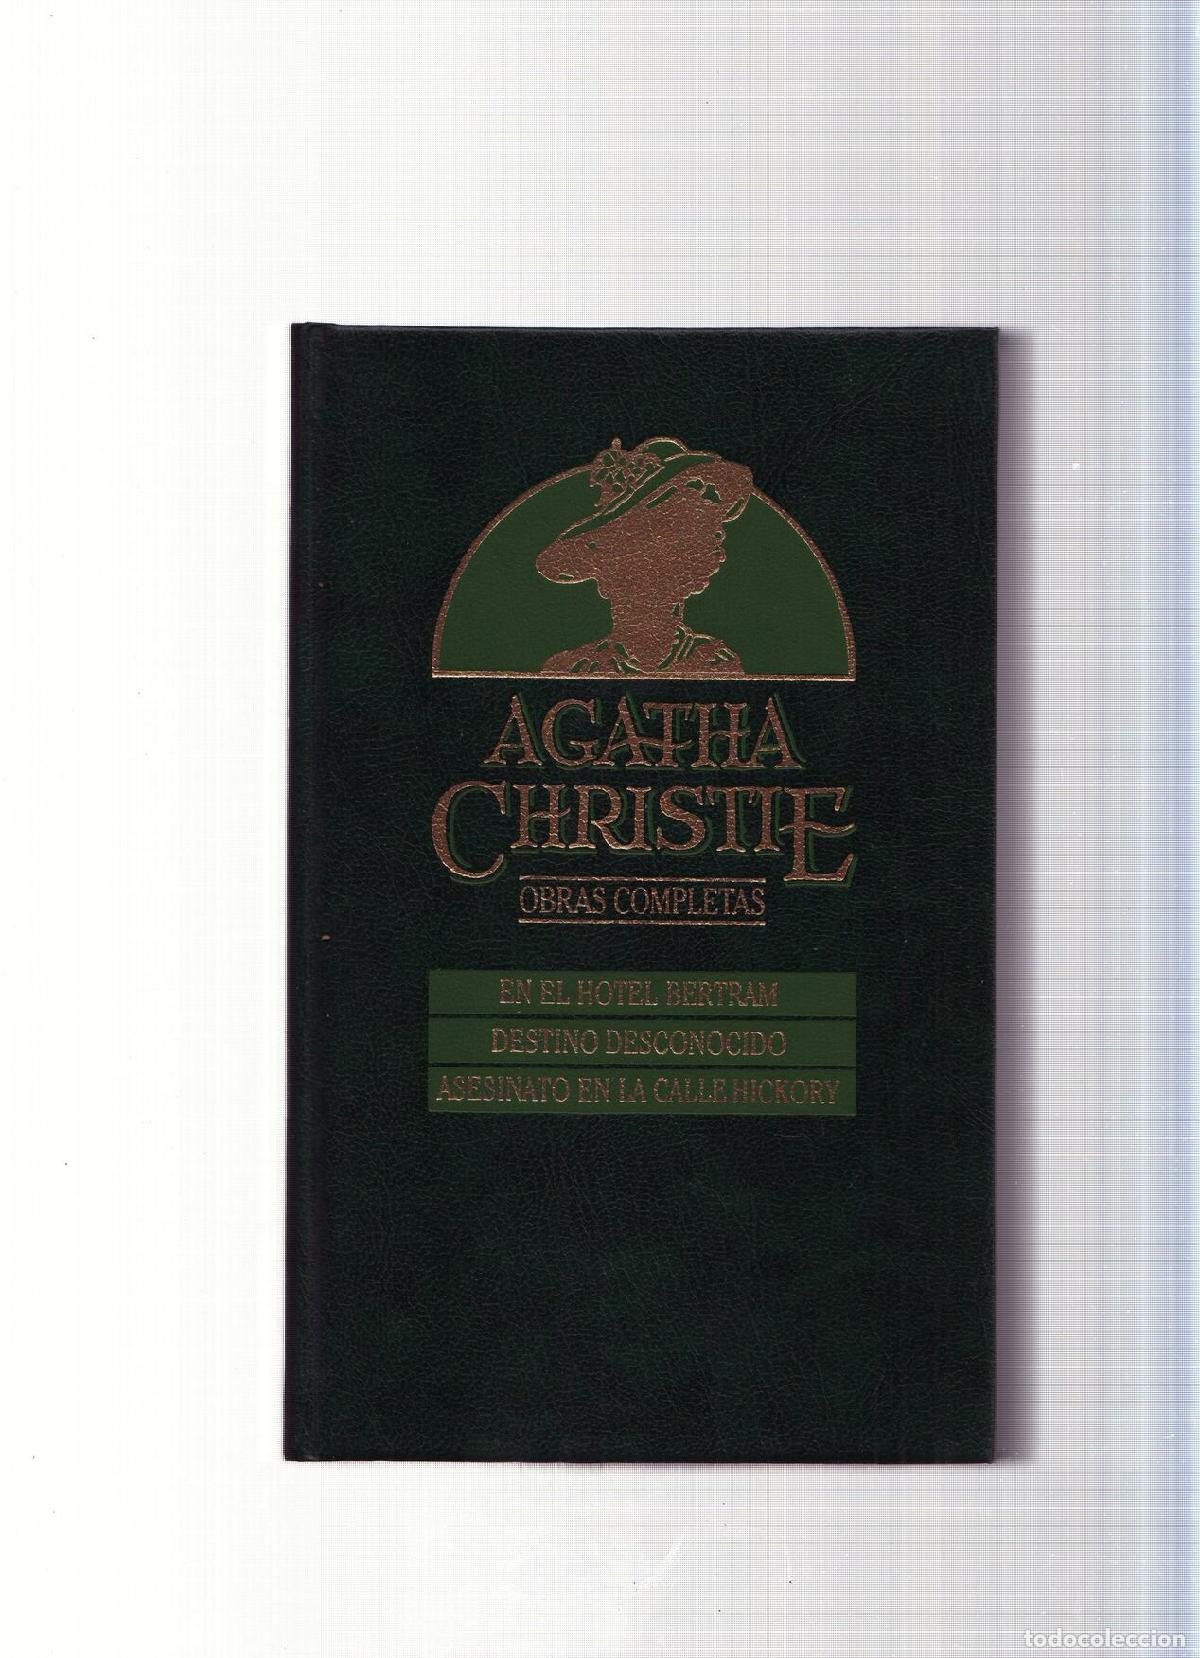 AGATHA
CHRISTIE
OBRAS COMPLETAS
EN EL HOTEL BERTRAM
DESTINO DESCONOCIDO
ASESINATO EN LA CALLE HICKORY
todocoleccion